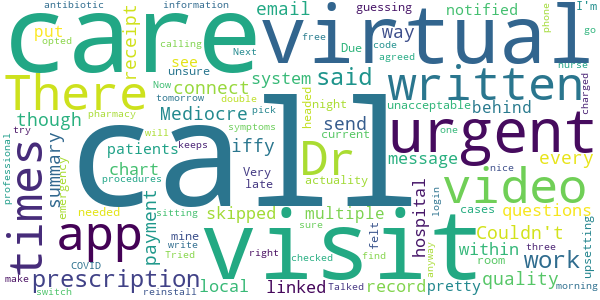 antibiotic
information
I'm
care
virtual
email
guessing
notified
put
opted
calling
receipt
way
see
Due
code
agreed
phone
go
Next
free
unsure
system
said
written
nurse
There
connect
Now
tomorrow
pick
double
night
unacceptable
charged
pharmacy
Mediocre
send
behind
though
call
headed
current
one
urgent
symptoms
patients
iffy
actuality
try
will
Dr
message
every
times
summary
emergency
keeps
chart
Very
late
professional
procedures
video
needed
skipped
multiple
hospital
cases
questions
login
nice
app
payment
visit
sitting
local
felt
Couldn't
upsetting
mine
write
right
sure
checked
find
within
work
COVID
Tried
anyway
room
three
prescription
linked
record
pretty
quality
make
switch
reinstall
Talked
morning